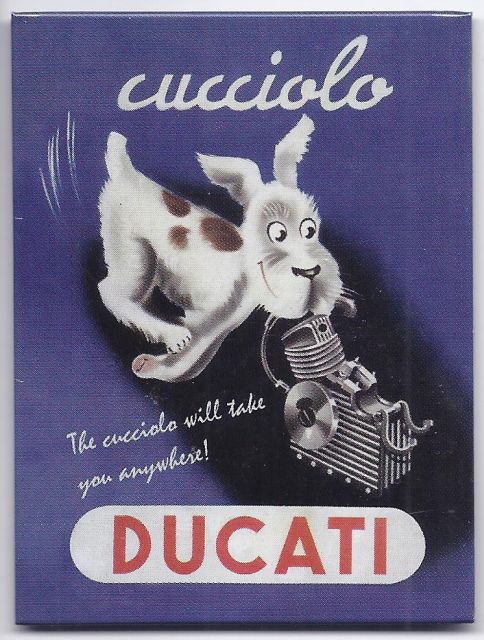 cucciolo
The cucciolo will take
you anywhere!
DUCATI